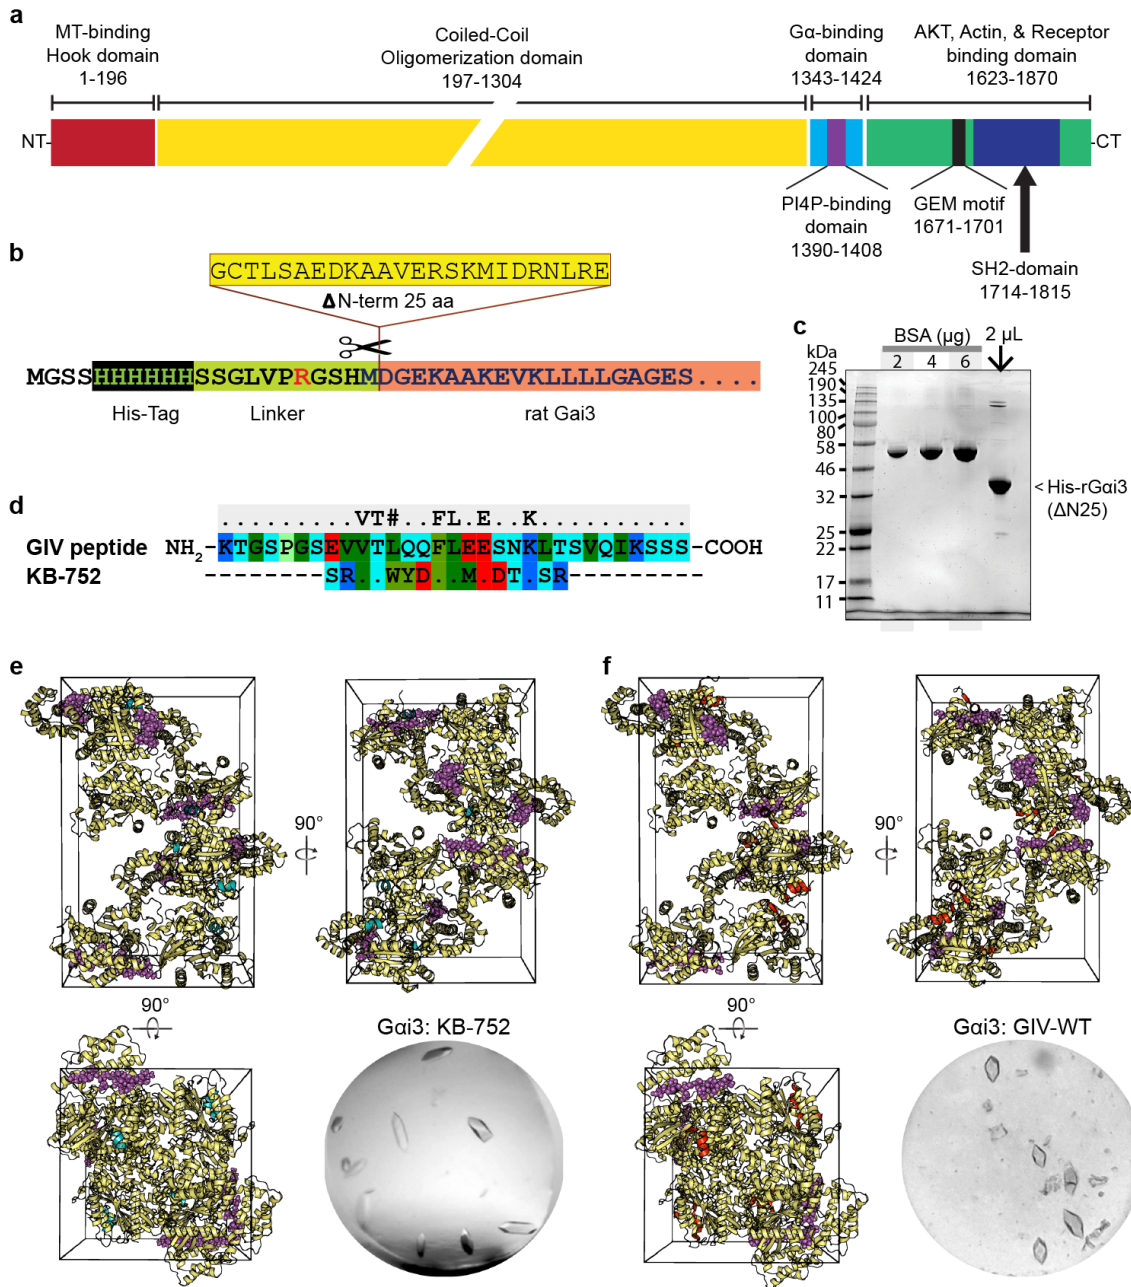 a
MT-binding
Hook domain
1-196
Coiled-Coil
Oligomerization domain
197-1304
Gα-binding
domain
1343-1424
AKT, Actin, & Receptor
binding domain
1623-1870
NT-
-CT
PI4P-binding
domain
1390-1408
GEM motif
1671-1701
SH2-domain
1714-1815
b
GCTLSAEDKAAVERSKMIDRNLRE
Δ N-term 25 aa
MGSSHHHHHHSSGLVPRGSHMDGEKAAKEVKLLLLGAGES....
His-Tag
Linker
rat Gai3
c
BSA (μg)
2 μL
kDa
2 4 6
245
190
135
100
80
58
46
32
25
22
17
11
< His-rGαi3
(ΔN25)
d
.........VT#..FL.E..K..........
GIV peptide NH2-KTGSPGSEVVTLQQFLEESNKLTSVQIKSSS-COOH
KB-752 -------SR..WYD..M.DT.SR--------
e
90°
90°
Gαi3: KB-752
f
90°
90°
Gαi3: GIV-WT